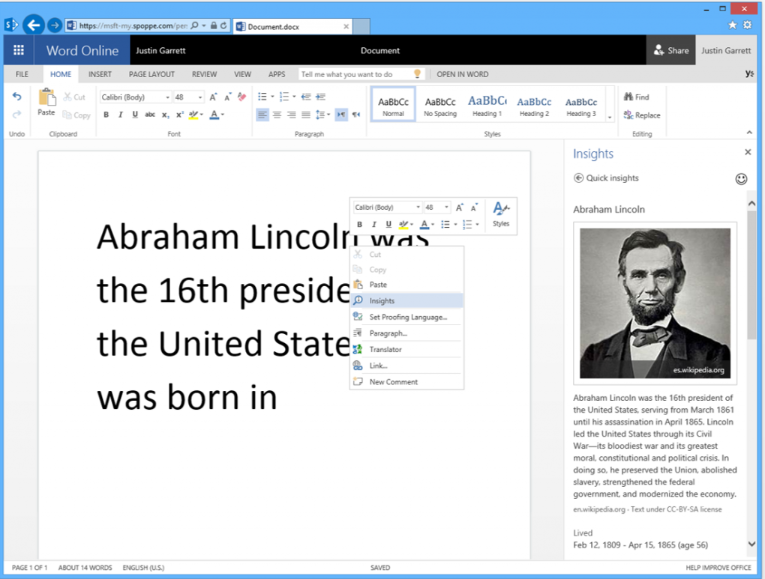 https://msft-my.spoppe.com/per
Document.docx
Word Online
Justin Garrett
Document
Share
Justin Garrett
FILE HOME INSERT PAGE LAYOUT REVIEW VIEW APPS Tell me what you want to do OPEN IN WORD
Cut
Copy
Paste
Calibri (Body) 48
B I U abc x₂ x² A
AaBbCc AaBbCc AaBbC AaBbCc AaBbCc
Normal No Spacing Heading 1 Heading 2 Heading 3
Find
Replace
Undo Clipboard Font Paragraph Styles Editing
Abraham Lincoln was
the 16th preside
the United State
was born in
Calibri (Body) 48
B I U A Styles
Cut
Copy
Paste
Insights
Set Proofing Language...
Paragraph...
Translator
Link...
New Comment
Insights
Quick insights
Abraham Lincoln
es.wikipedia.org
Abraham Lincoln was the 16th president of
the United States, serving from March 1861
until his assassination in April 1865. Lincoln
led the United States through its Civil
War—its bloodiest war and its greatest
moral, constitutional and political crisis. In
doing so, he preserved the Union, abolished
slavery, strengthened the federal
government, and modernized the economy.
en.wikipedia.org - Text under CC-BY-SA license
Lived
Feb 12, 1809 - Apr 15, 1865 (age 56)
PAGE 1 OF 1 ABOUT 14 WORDS ENGLISH (U.S.) SAVED HELP IMPROVE OFFICE